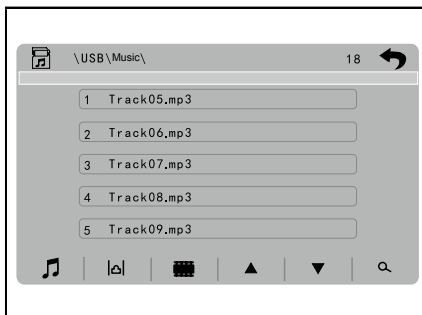 \USB\Music\ 18
1 Track05.mp3
2 Track06.mp3
3 Track07.mp3
4 Track08.mp3
5 Track09.mp3